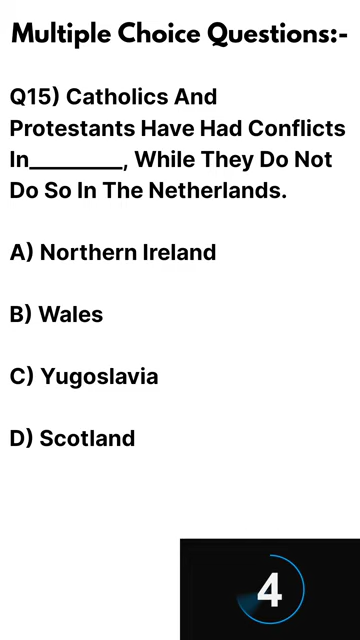 Multiple Choice Questions:-
Q15) Catholics And
Protestants Have Had Conflicts
In_________, While They Do Not
Do So In The Netherlands.
A) Northern Ireland
B) Wales
C) Yugoslavia
D) Scotland
4